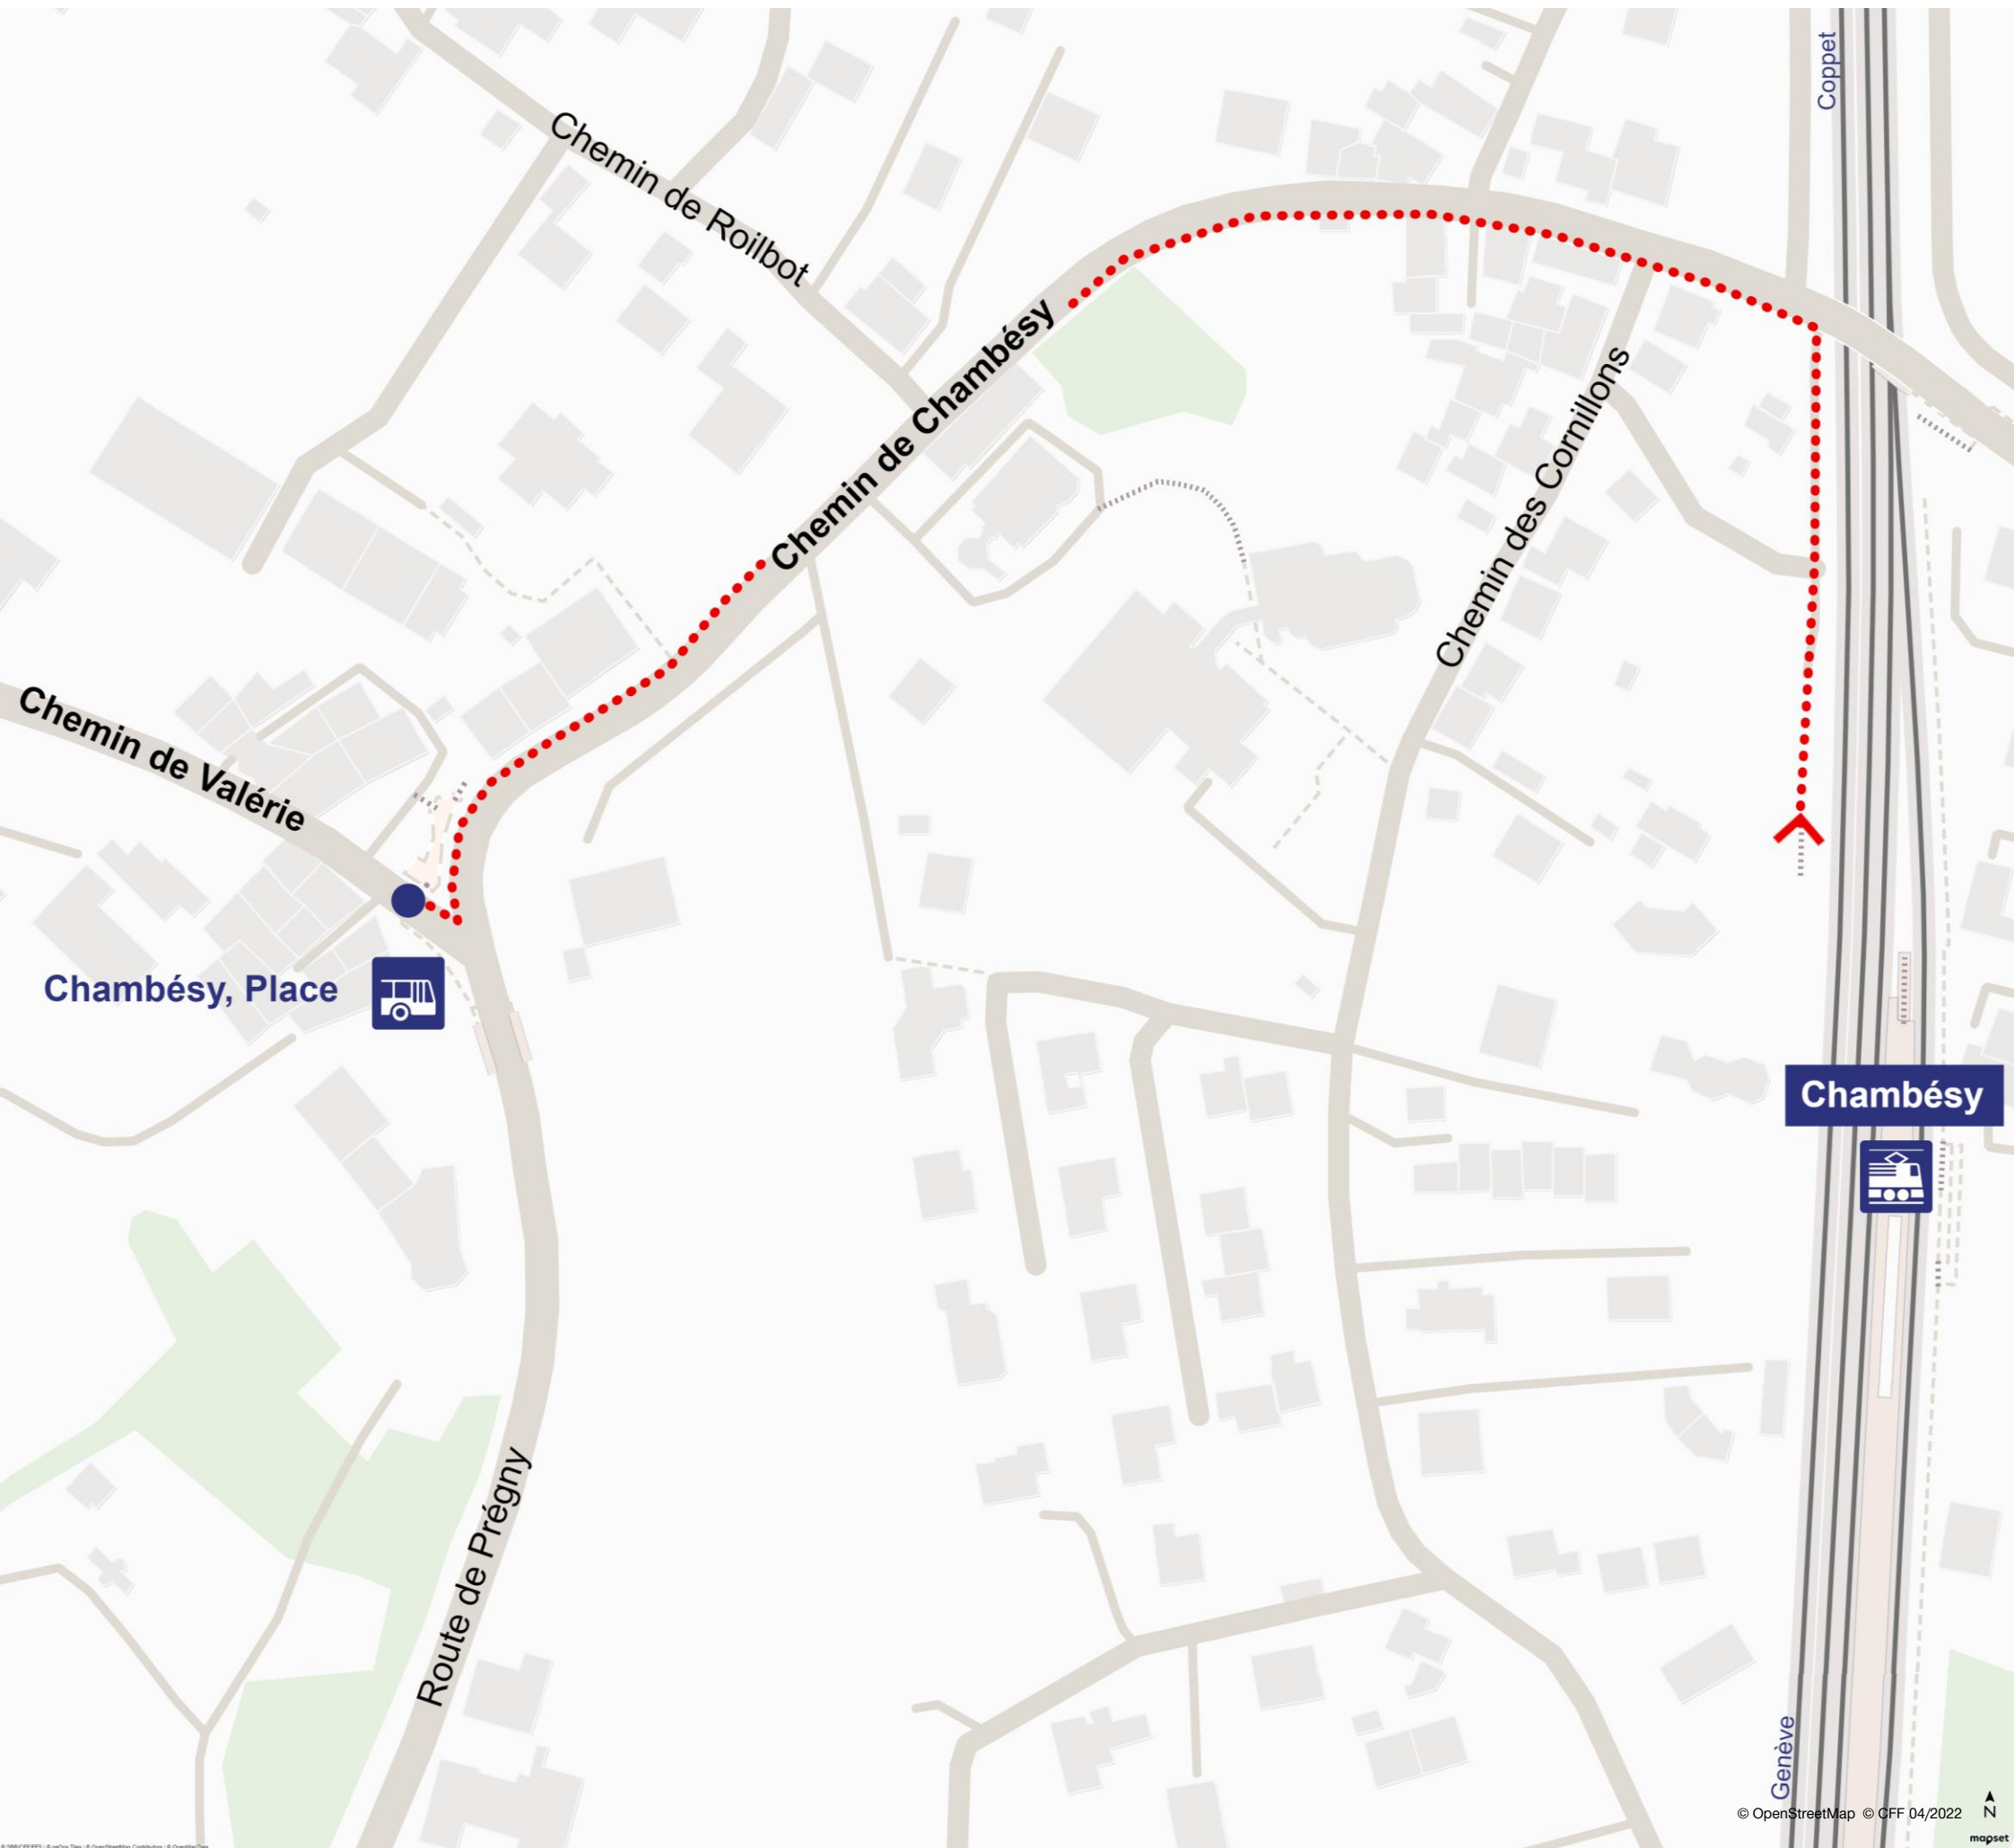 Coppet
Chemin de Roilbot
Chemin de Chambésy
Chemin des Cornillons
Chemin de Valérie
Chambésy, Place
Chambésy
Route de Prégny
Genève
© OpenStreetMap © CFF 04/2022
N
mapset